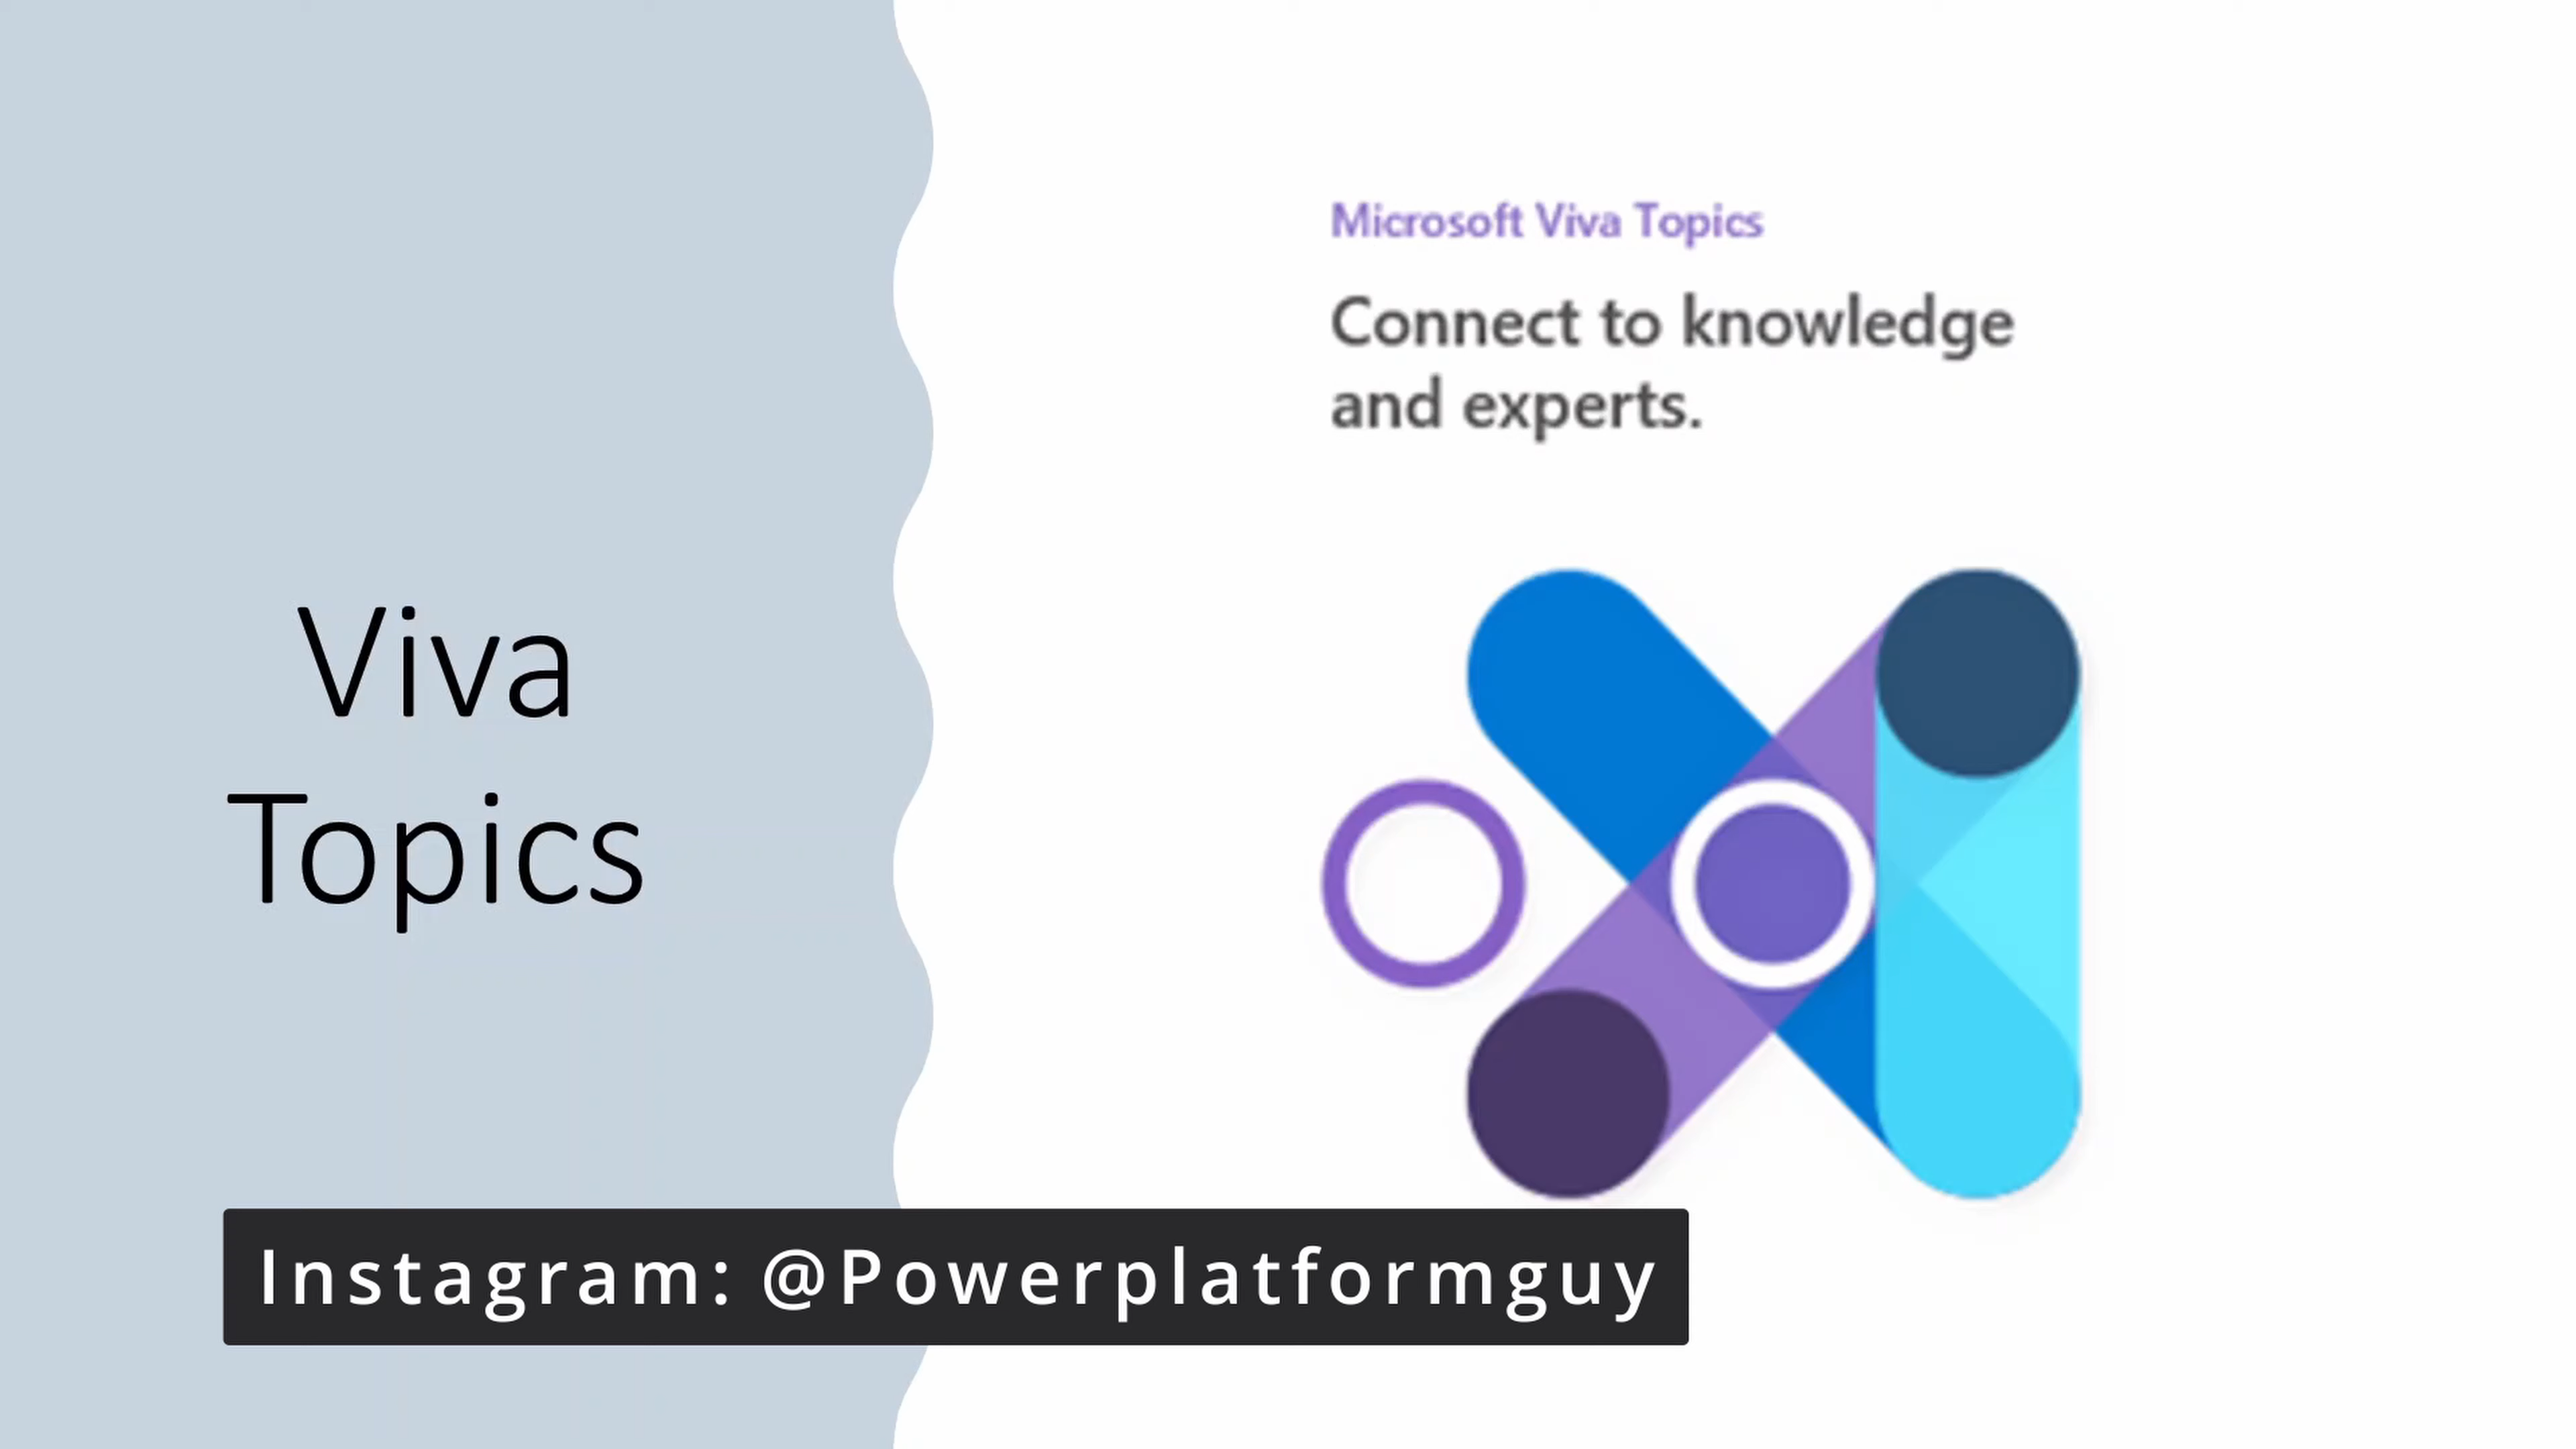 Viva
Topics
Microsoft Viva Topics
Connect to knowledge
and experts.
Instagram: @Powerplatformguy